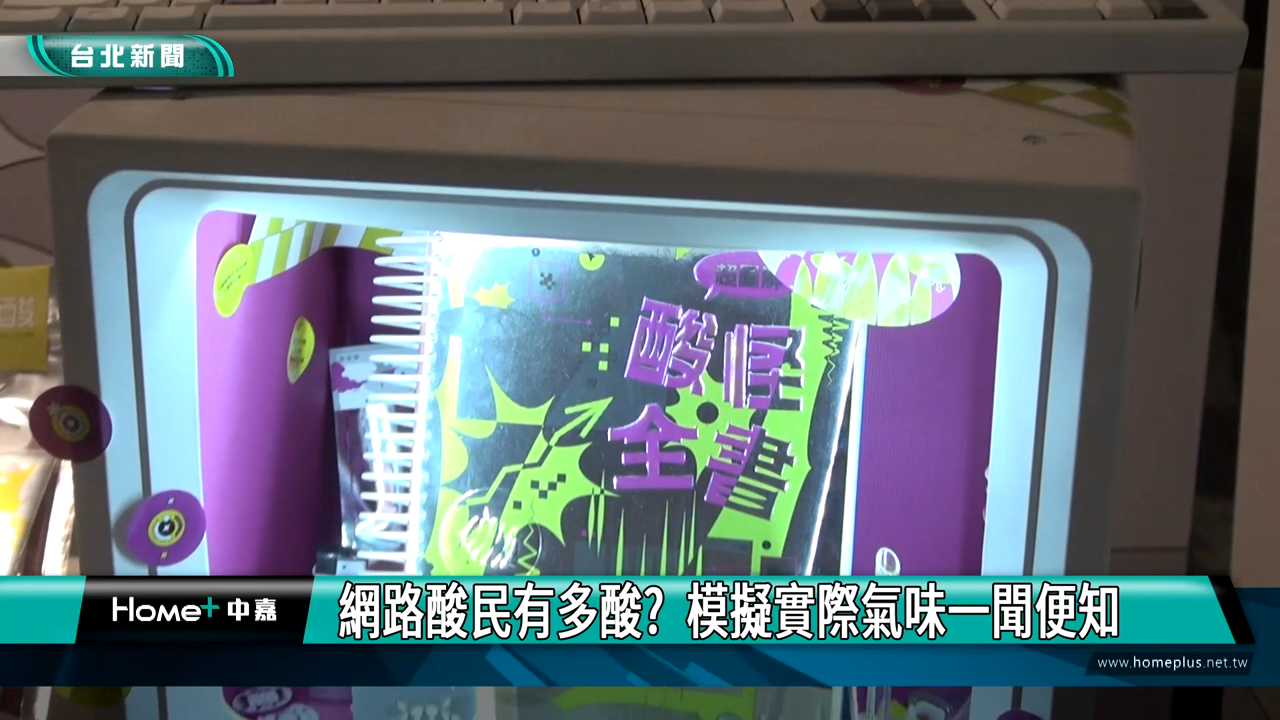 台北新聞
酸性
全書
Home+ 中嘉
網路酸民有多酸? 模擬實際氣味一聞便知
www.homeplus.net.tw